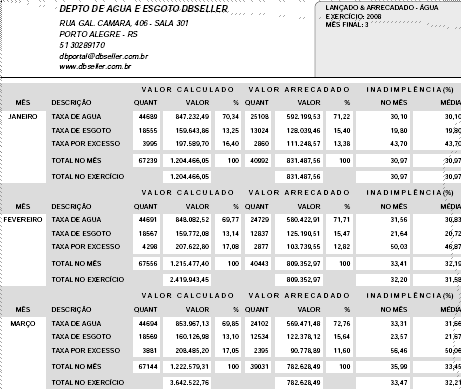 DEPTO DE AGUA E ESGOTO DBSELLER
RUA GAL. CAMARA, 406 - SALA 301
PORTO ALEGRE - RS
51 30289170
dbportal@dbseller.com.br
www.dbseller.com.br
LANÇADO & ARRECADADO - ÁGUA
EXERCÍCIO: 2008
MÊS FINAL: 3
VALOR CALCULADO VALOR ARRECADADO INADIMPLÊNCIA(%)
MÊS DESCRIÇÃO QUANT VALOR % QUANT VALOR % NO MÊS MÉDIA
JANEIRO TAXA DE AGUA 44689 847.232,49 70,34 25108 592.199,53 71,22 30,10 30,10
TAXA DE ESGOTO 18555 159.643,86 13,25 13024 128.039,46 15,40 19,80 19,80
TAXA POR EXCESSO 3995 197.589,70 16,40 2860 111.248,57 13,38 43,70 43,70
TOTAL NO MÊS 67239 1.204.466,05 100 40992 831.487,56 100 30,97 30,97
TOTAL NO EXERCÍCIO 1.204.466,05 831.487,56 30,97 30,97
VALOR CALCULADO VALOR ARRECADADO INADIMPLÊNCIA(%)
MÊS DESCRIÇÃO QUANT VALOR % QUANT VALOR % NO MÊS MÉDIA
FEVEREIRO TAXA DE AGUA 44691 848.082,52 69,77 24729 580.422,91 71,71 31,56 30,83
TAXA DE ESGOTO 18567 159.772,08 13,14 12837 125.190,51 15,47 21,64 20,72
TAXA POR EXCESSO 4298 207.622,80 17,08 2877 103.739,55 12,82 50,03 46,87
TOTAL NO MÊS 67556 1.215.477,40 100 40443 809.352,97 100 33,41 32,19
TOTAL NO EXERCÍCIO 2.419.943,45 809.352,97 32,20 31,58
VALOR CALCULADO VALOR ARRECADADO INADIMPLÊNCIA(%)
MÊS DESCRIÇÃO QUANT VALOR % QUANT VALOR % NO MÊS MÉDIA
MARÇO TAXA DE AGUA 44694 853.967,13 69,85 24102 569.471,48 72,76 33,31 31,66
TAXA DE ESGOTO 18569 160.126,98 13,10 12534 122.378,12 15,64 23,57 21,67
TAXA POR EXCESSO 3881 208.485,20 17,05 2395 90.778,89 11,60 56,46 50,06
TOTAL NO MÊS 67144 1.222.579,31 100 39031 782.628,49 100 35,99 33,45
TOTAL NO EXERCÍCIO 3.642.522,76 782.628,49 33,47 32,21